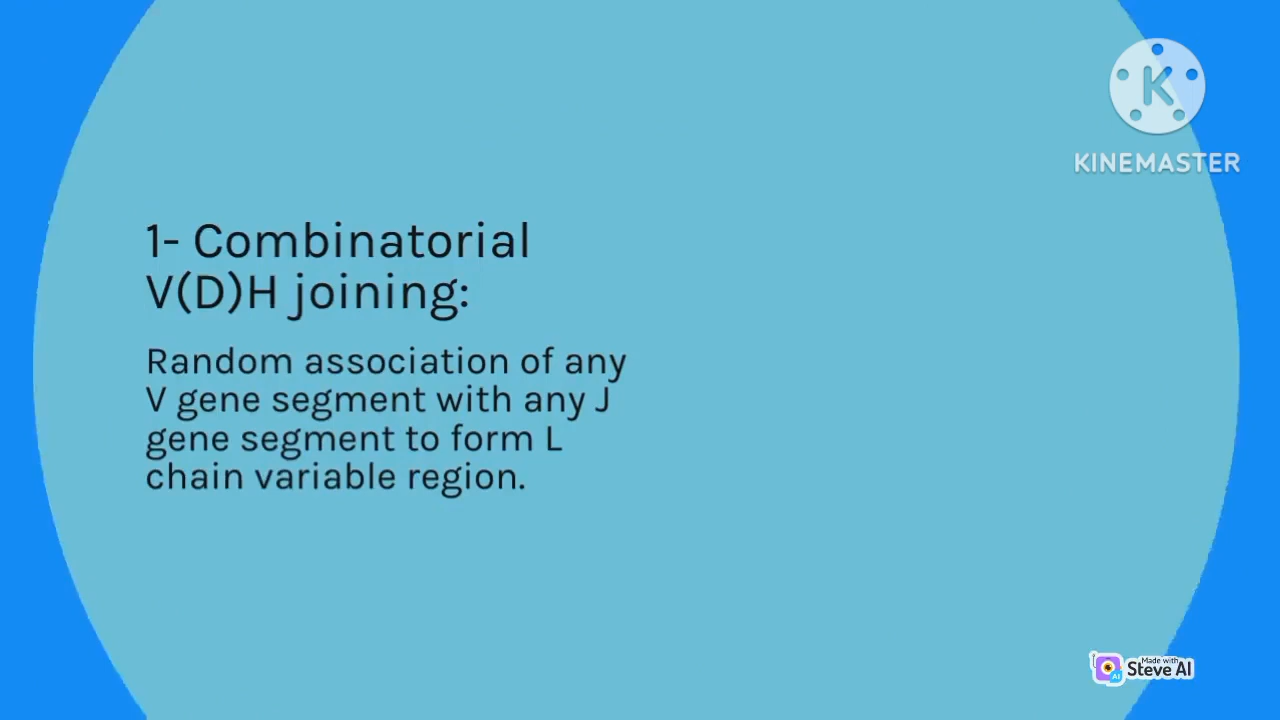 K
KINEMASTER
1- Combinatorial
V(D)H joining:
Random association of any
V gene segment with any J
gene segment to form L
chain variable region.
Made with
AI
Steve AI